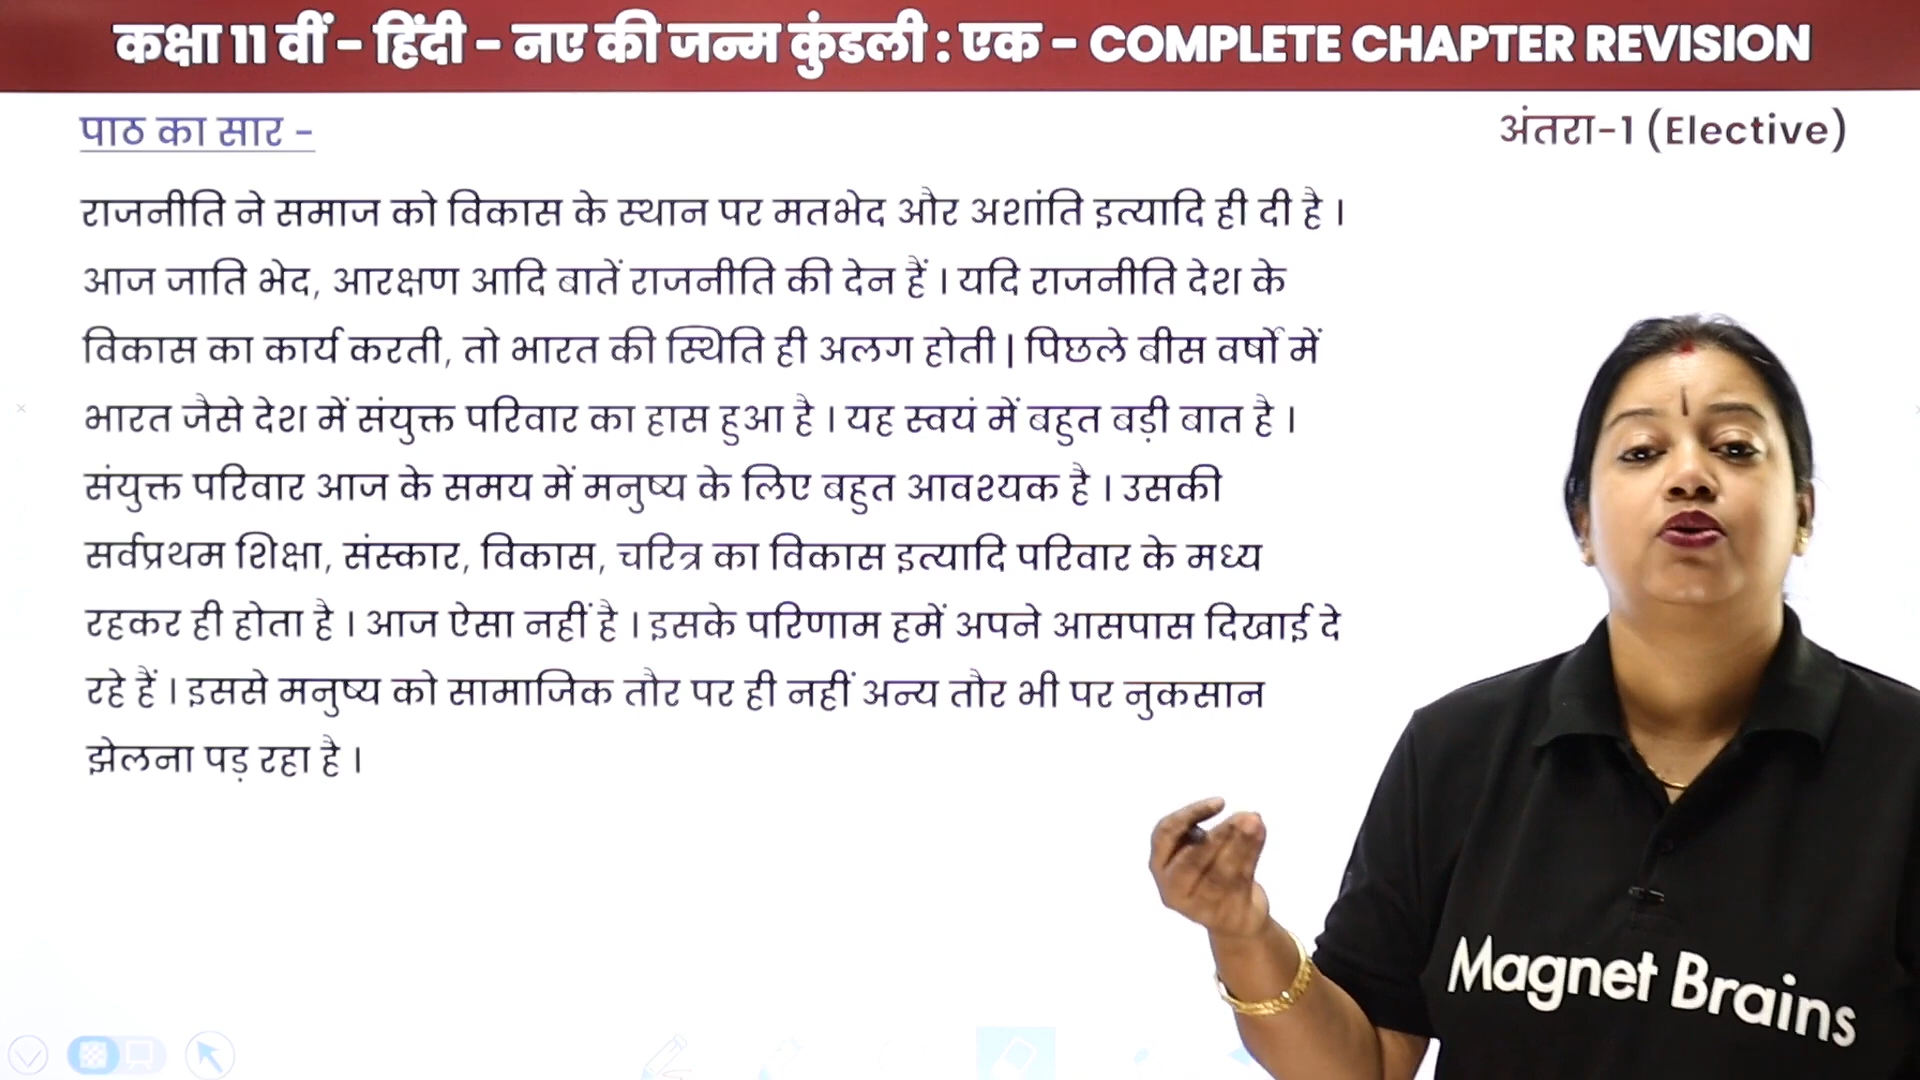 कक्षा 11 वीं - हिंदी - नए की जन्म कुंडली : एक - COMPLETE CHAPTER REVISION
पाठ का सार -
अंतरा-1 (Elective)
राजनीति ने समाज को विकास के स्थान पर मतभेद और अशांति इत्यादि ही दी है ।
आज जाति भेद, आरक्षण आदि बातें राजनीति की देन हैं । यदि राजनीति देश के
विकास का कार्य करती, तो भारत की स्थिति ही अलग होती | पिछले बीस वर्षों में
भारत जैसे देश में संयुक्त परिवार का हास हुआ है । यह स्वयं में बहुत बड़ी बात है ।
संयुक्त परिवार आज के समय में मनुष्य के लिए बहुत आवश्यक है । उसकी
सर्वप्रथम शिक्षा, संस्कार, विकास, चरित्र का विकास इत्यादि परिवार के मध्य
रहकर ही होता है । आज ऐसा नहीं है । इसके परिणाम हमें अपने आसपास दिखाई दे
रहे हैं । इससे मनुष्य को सामाजिक तौर पर ही नहीं अन्य तौर भी पर नुकसान
झेलना पड़ रहा है ।
Magnet Brains